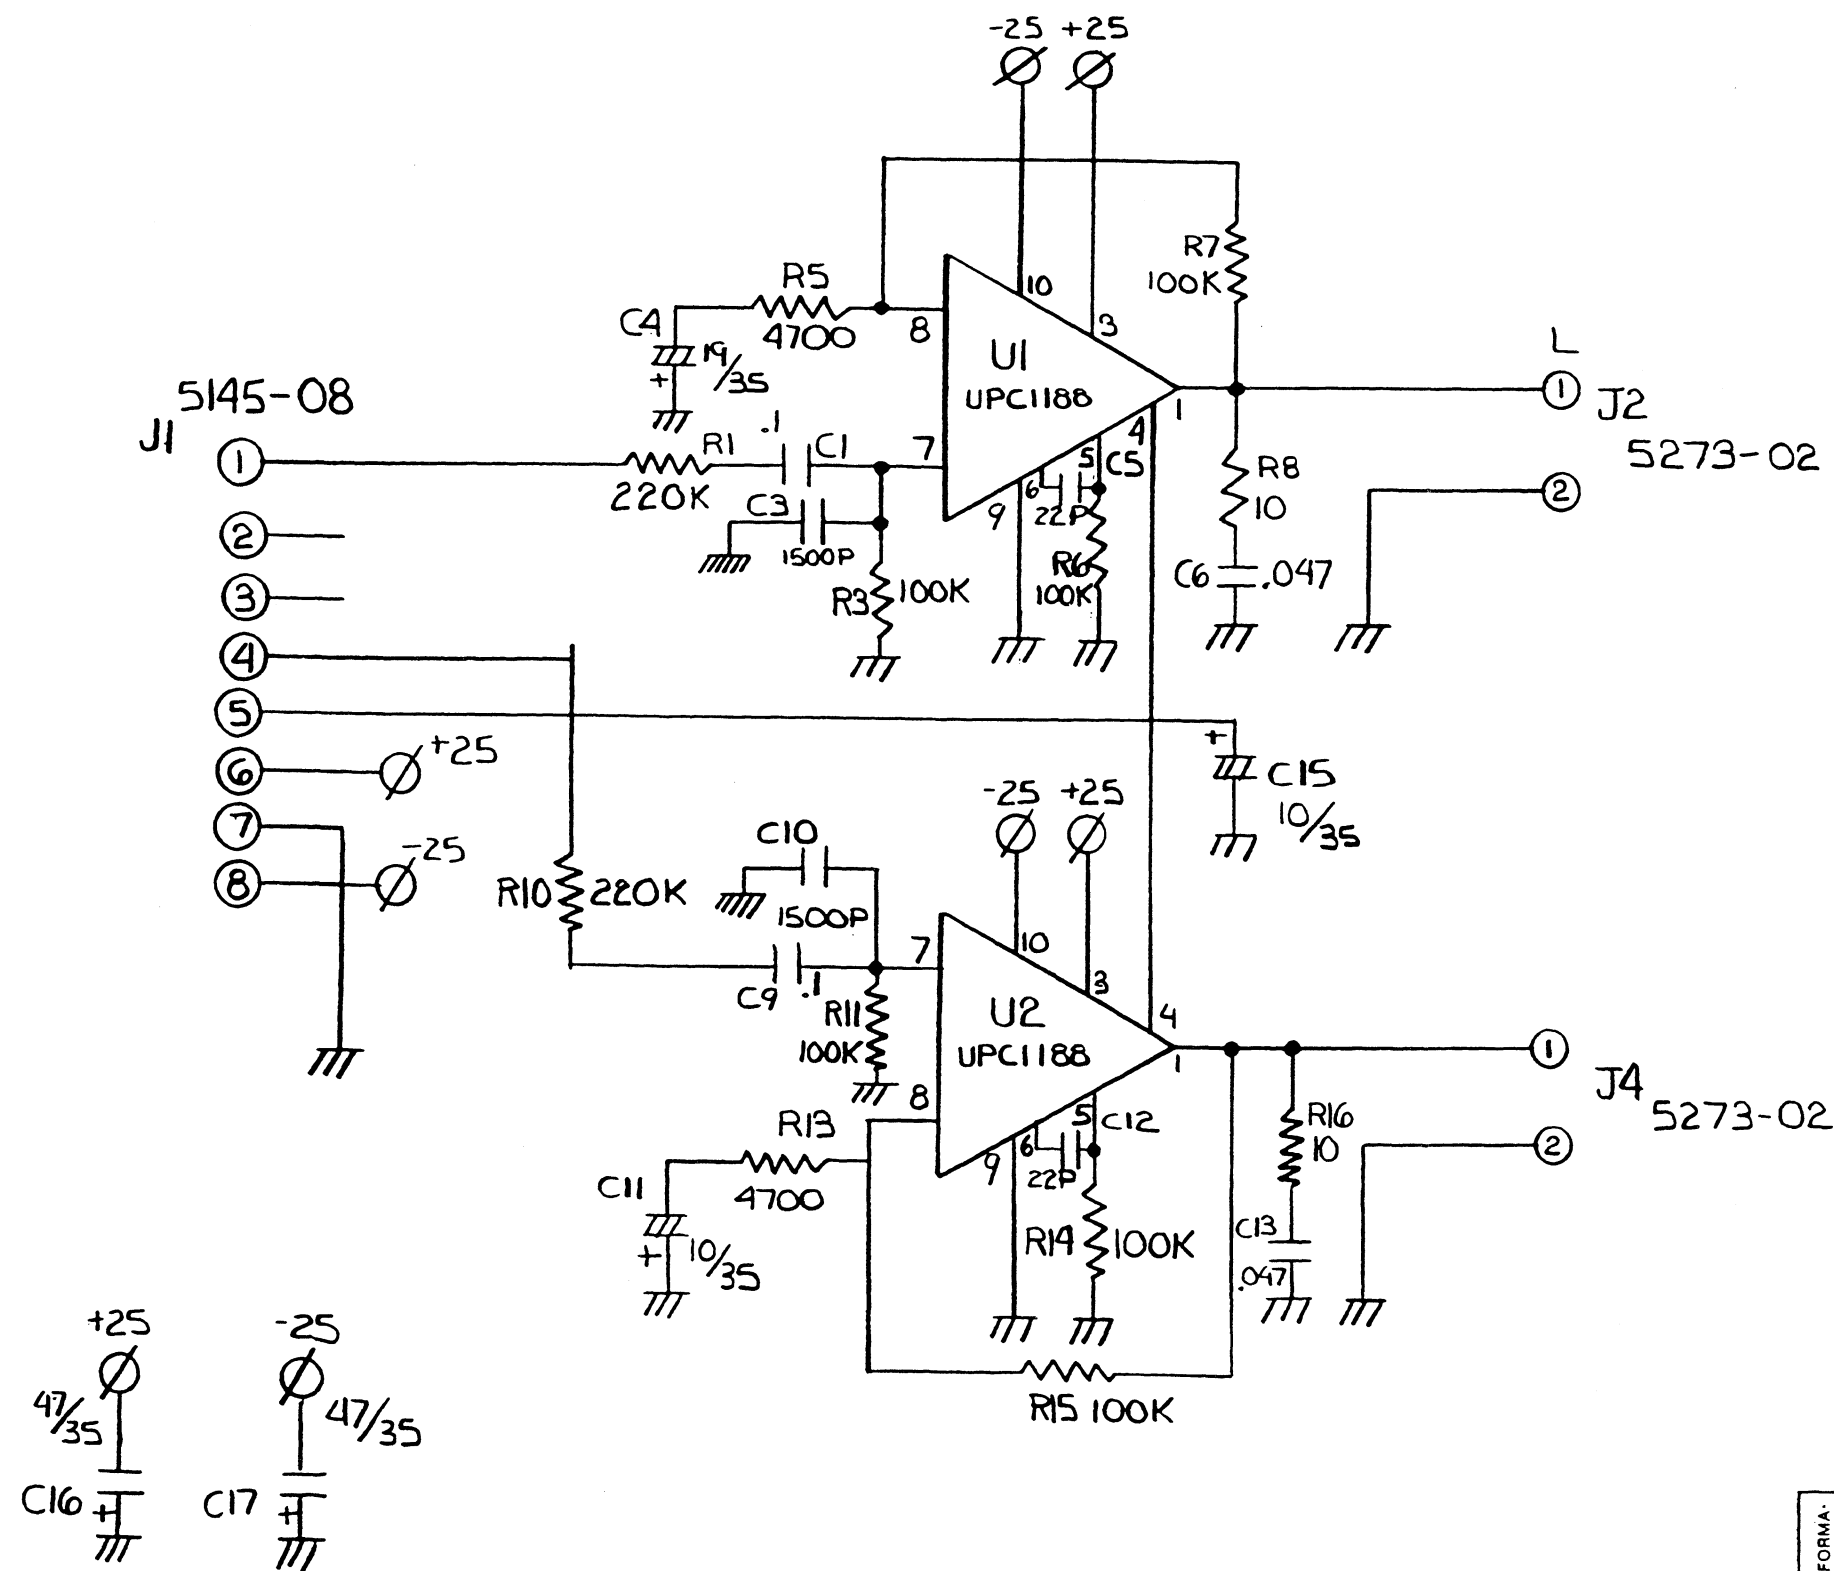 -25 +25
R7
100K
R5
4700
C4
19/35
10
8
3
U1
UPC1188
L
1
J2
5273-02
5145-08
J1
1
R1
220K
.1
C1
7
4
1
5
C5
6
22P
9
R8
10
2
2
C3
1500P
R6
100K
C6
.047
3
R3
100K
4
5
6
+25
+
C15
10/35
7
-25 +25
8
-25
C10
1500P
R10
220K
7
10
3
C9
.1
R11
100K
U2
UPC1188
4
1
1
J4
5273-02
8
R13
4700
5
C12
6
22P
9
R16
10
2
C11
+
10/35
R14
100K
C13
.047
R15 100K
+25
47/35
C16
+
-25
47/35
C17
+
+
FORMA-